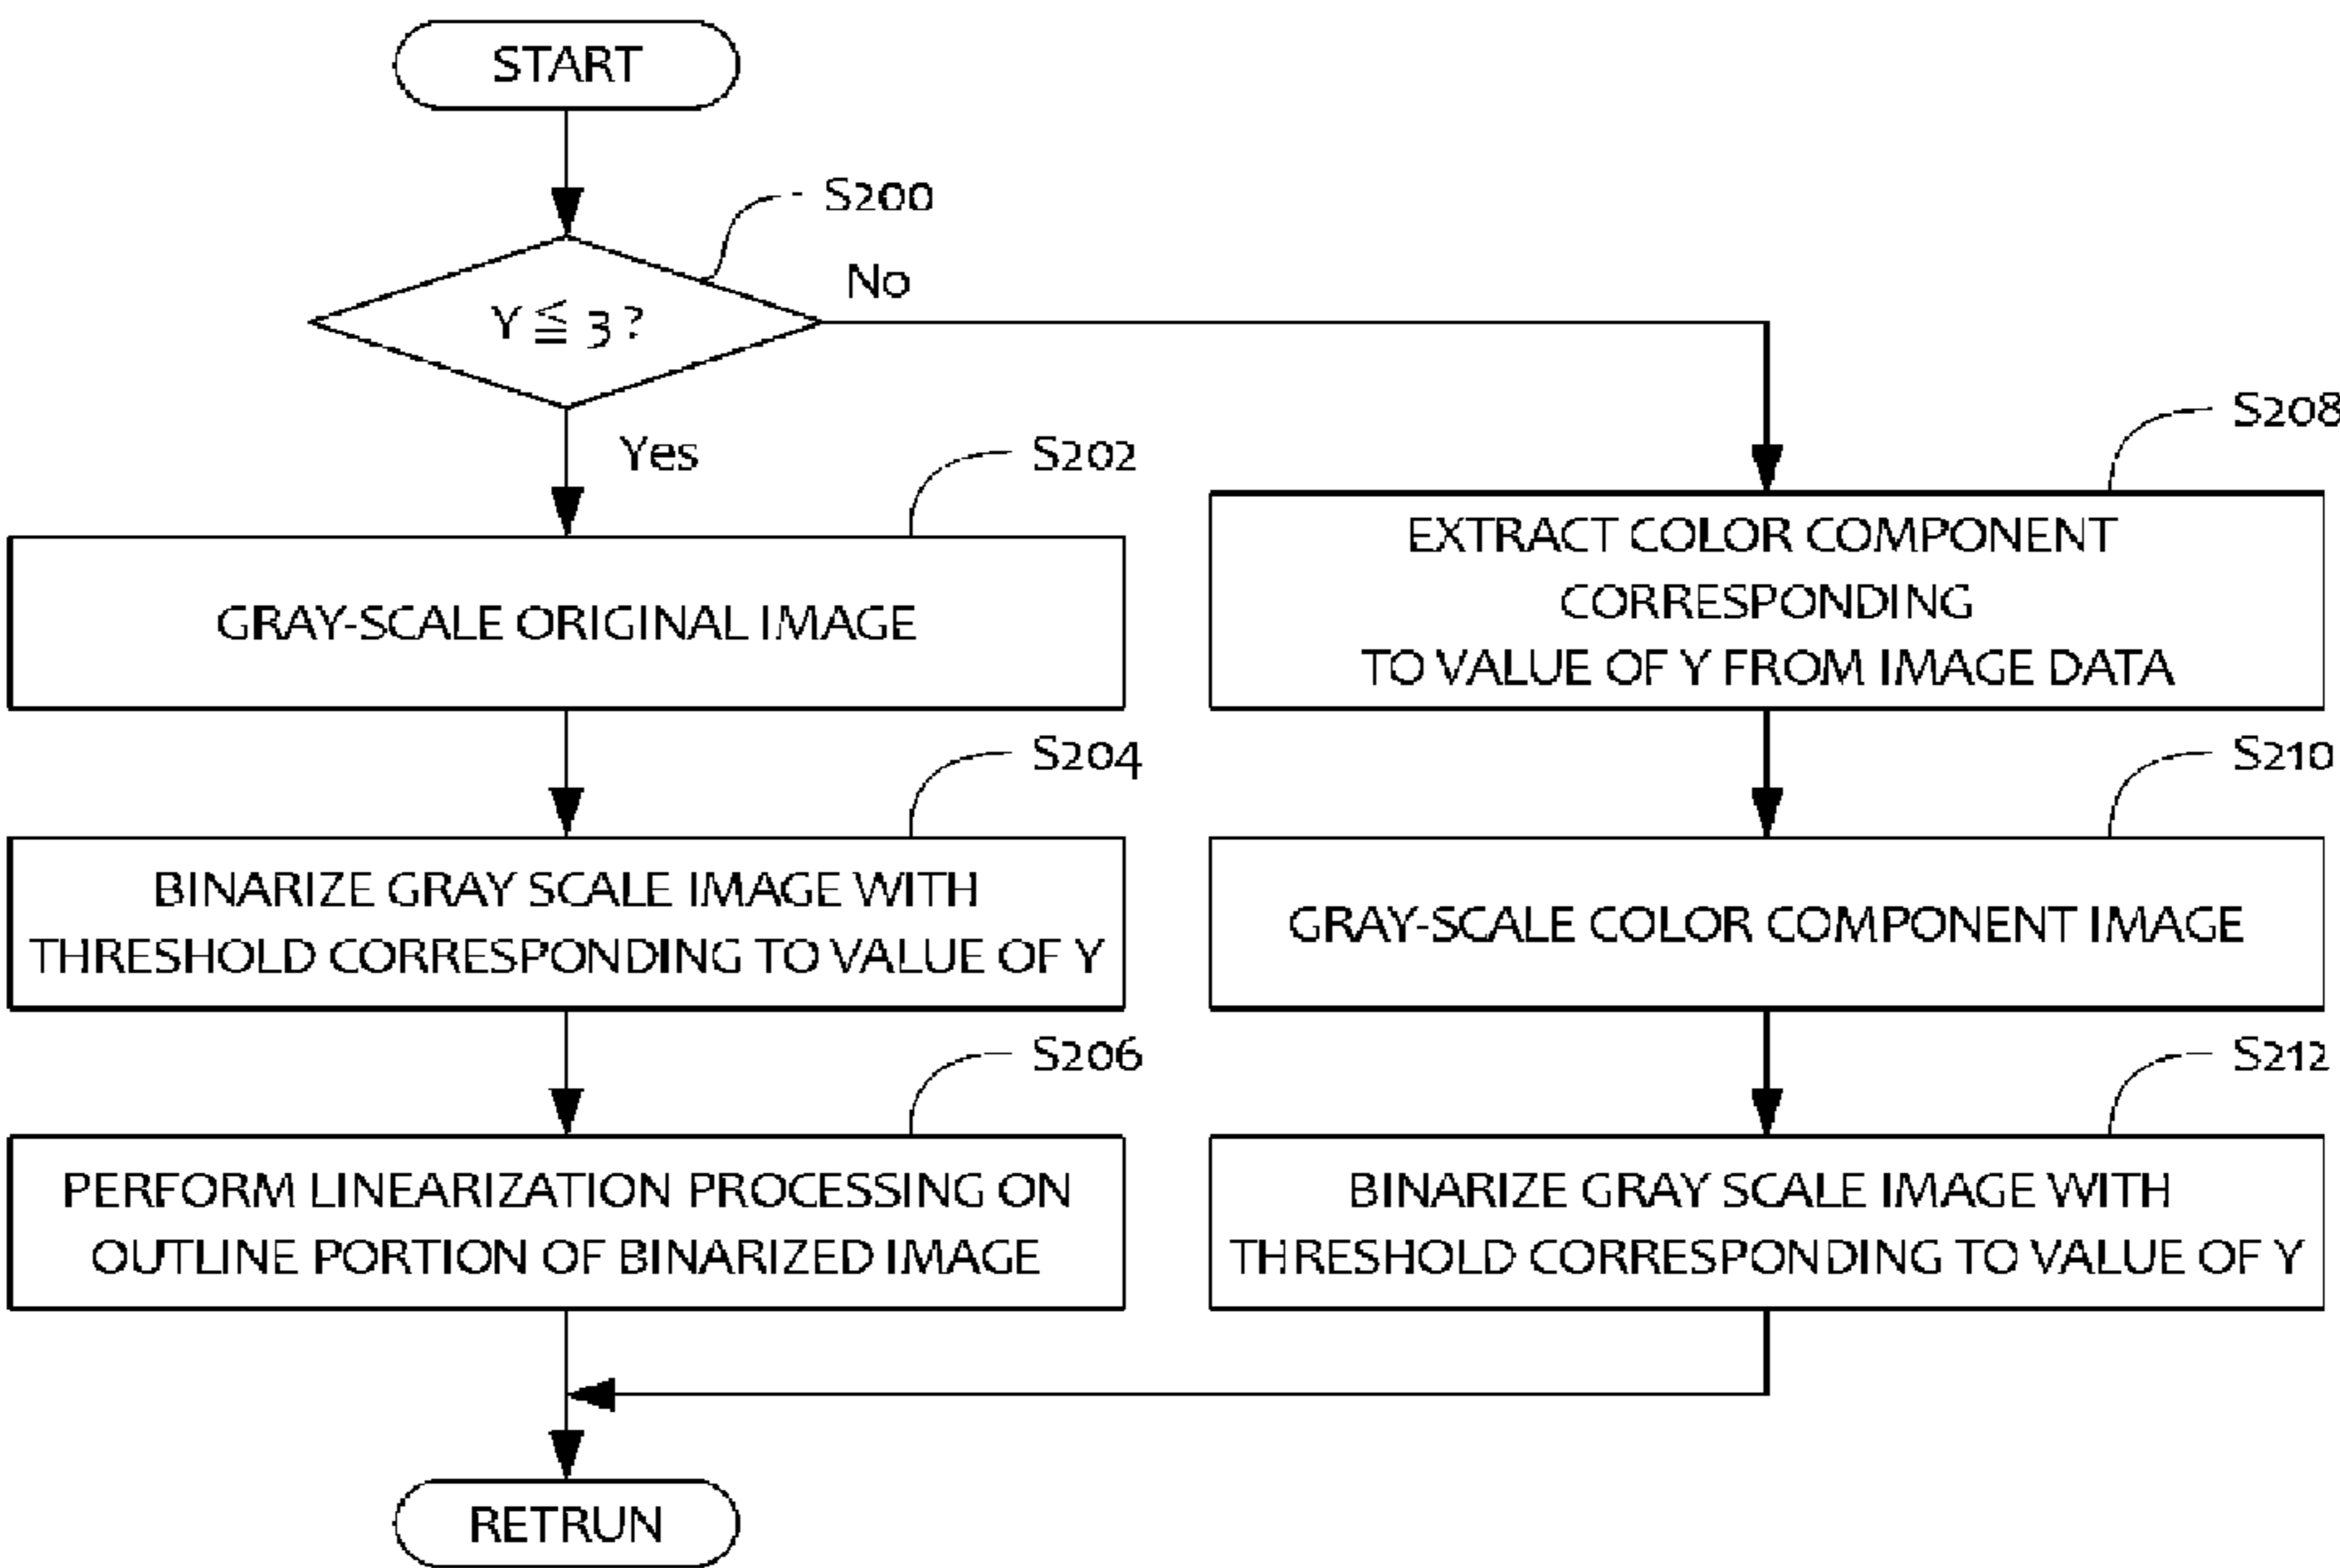 START
S200
Y ≦ 3 ?
No
Yes
S202
GRAY-SCALE ORIGINAL IMAGE
S204
BINARIZE GRAY SCALE IMAGE WITH
THRESHOLD CORRESPONDING TO VALUE OF Y
S206
PERFORM LINEARIZATION PROCESSING ON
OUTLINE PORTION OF BINARIZED IMAGE
S208
EXTRACT COLOR COMPONENT
CORRESPONDING
TO VALUE OF Y FROM IMAGE DATA
S210
GRAY-SCALE COLOR COMPONENT IMAGE
S212
BINARIZE GRAY SCALE IMAGE WITH
THRESHOLD CORRESPONDING TO VALUE OF Y
RETRUN